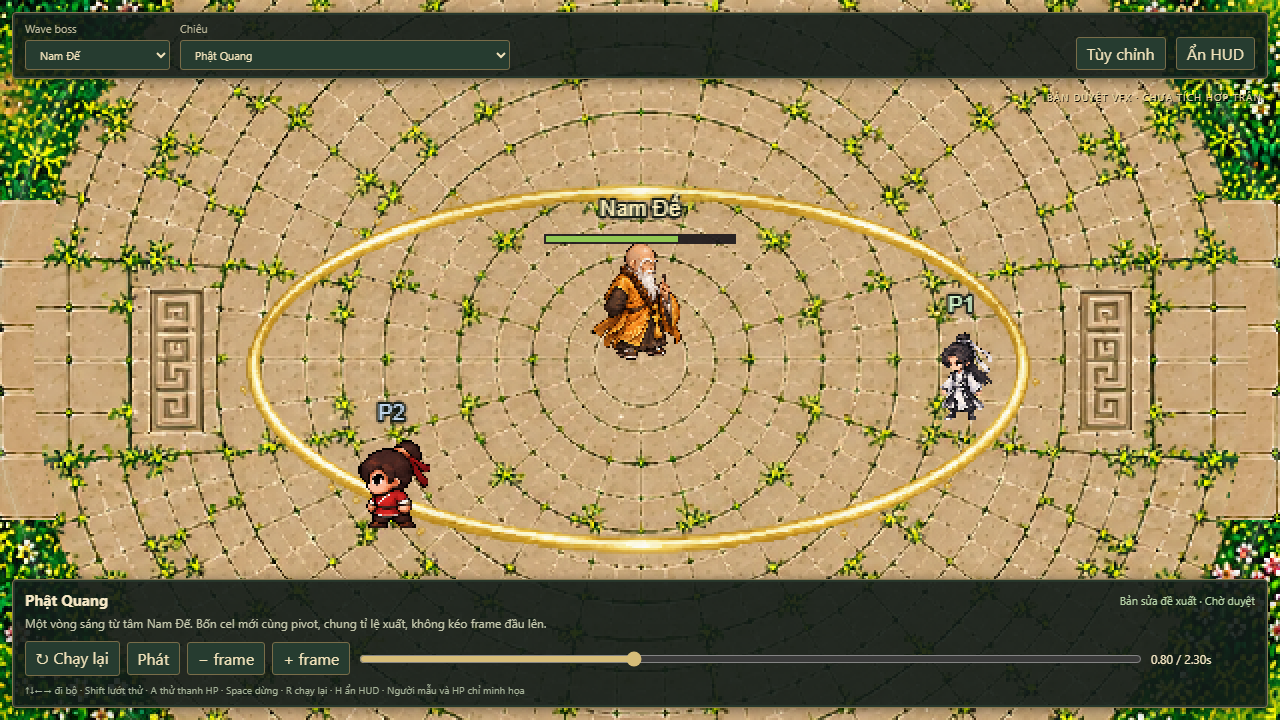 Wave boss
Chiêu
Nam Đế
Phật Quang
Tùy chỉnh
Ẩn HUD
BẢN DUYỆT VFX · CHƯA TÍCH HỢP TRẬN
Nam Đế
P1
P2
Phật Quang
Bản sửa đề xuất · Chờ duyệt
Một vòng sáng từ tâm Nam Đế. Bốn cel mới cùng pivot, chung tỉ lệ xuất, không kéo frame đầu lên.
↻ Chạy lại
Phát
− frame
+ frame
0.80 / 2.30s
↑↓←→ đi bộ · Shift lướt thử · A thử thanh HP · Space dừng · R chạy lại · H ẩn HUD · Người mẫu và HP chỉ minh họa